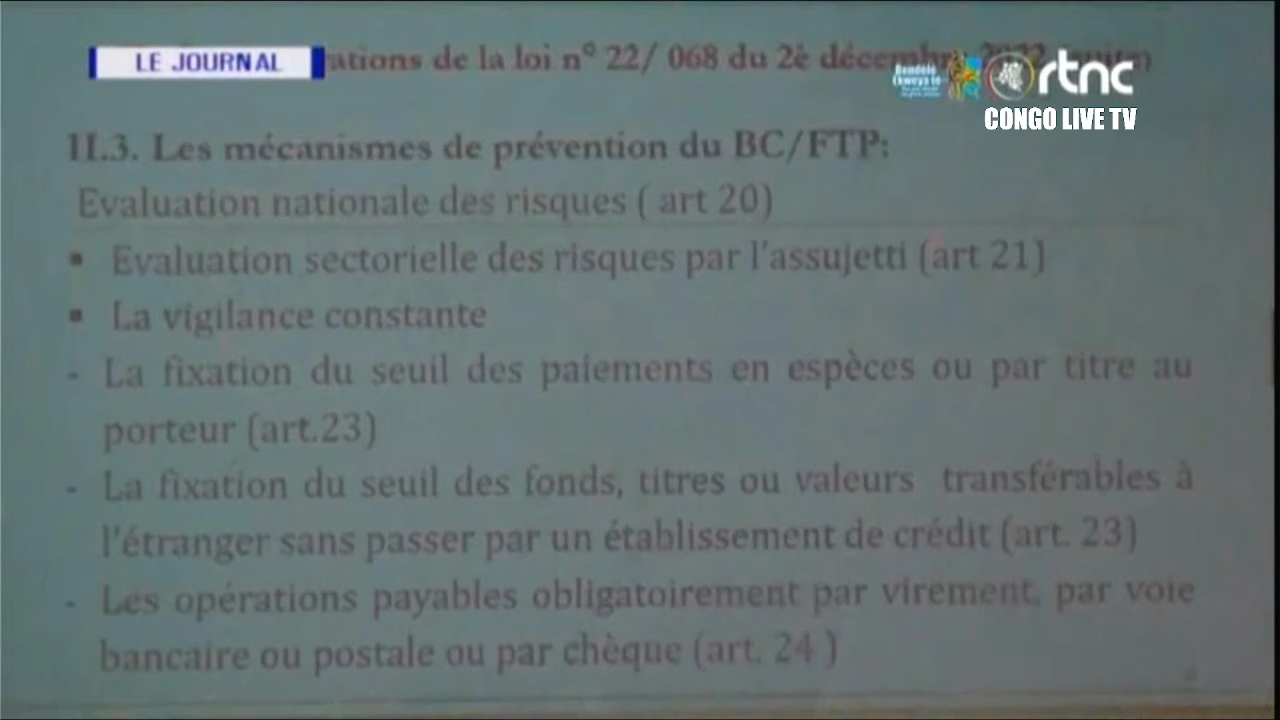 LE JOURNAL
rations de la loi n° 22/ 068 du 2è
rtnc
CONGO LIVE TV
II.3. Les mécanismes de prévention du BC/FTP:
Evaluation nationale des risques ( art 20)
▪ Evaluation sectorielle des risques par l'assujetti (art 21)
▪ La vigilance constante
- La fixation du seuil des paiements en espèces ou par titre au
porteur (art.23)
- La fixation du seuil des fonds, titres ou valeurs transférables à
l'étranger sans passer par un établissement de crédit (art. 23)
- Les opérations payables obligatoirement par virement, par voie
bancaire ou postale ou par chèque (art. 24 )